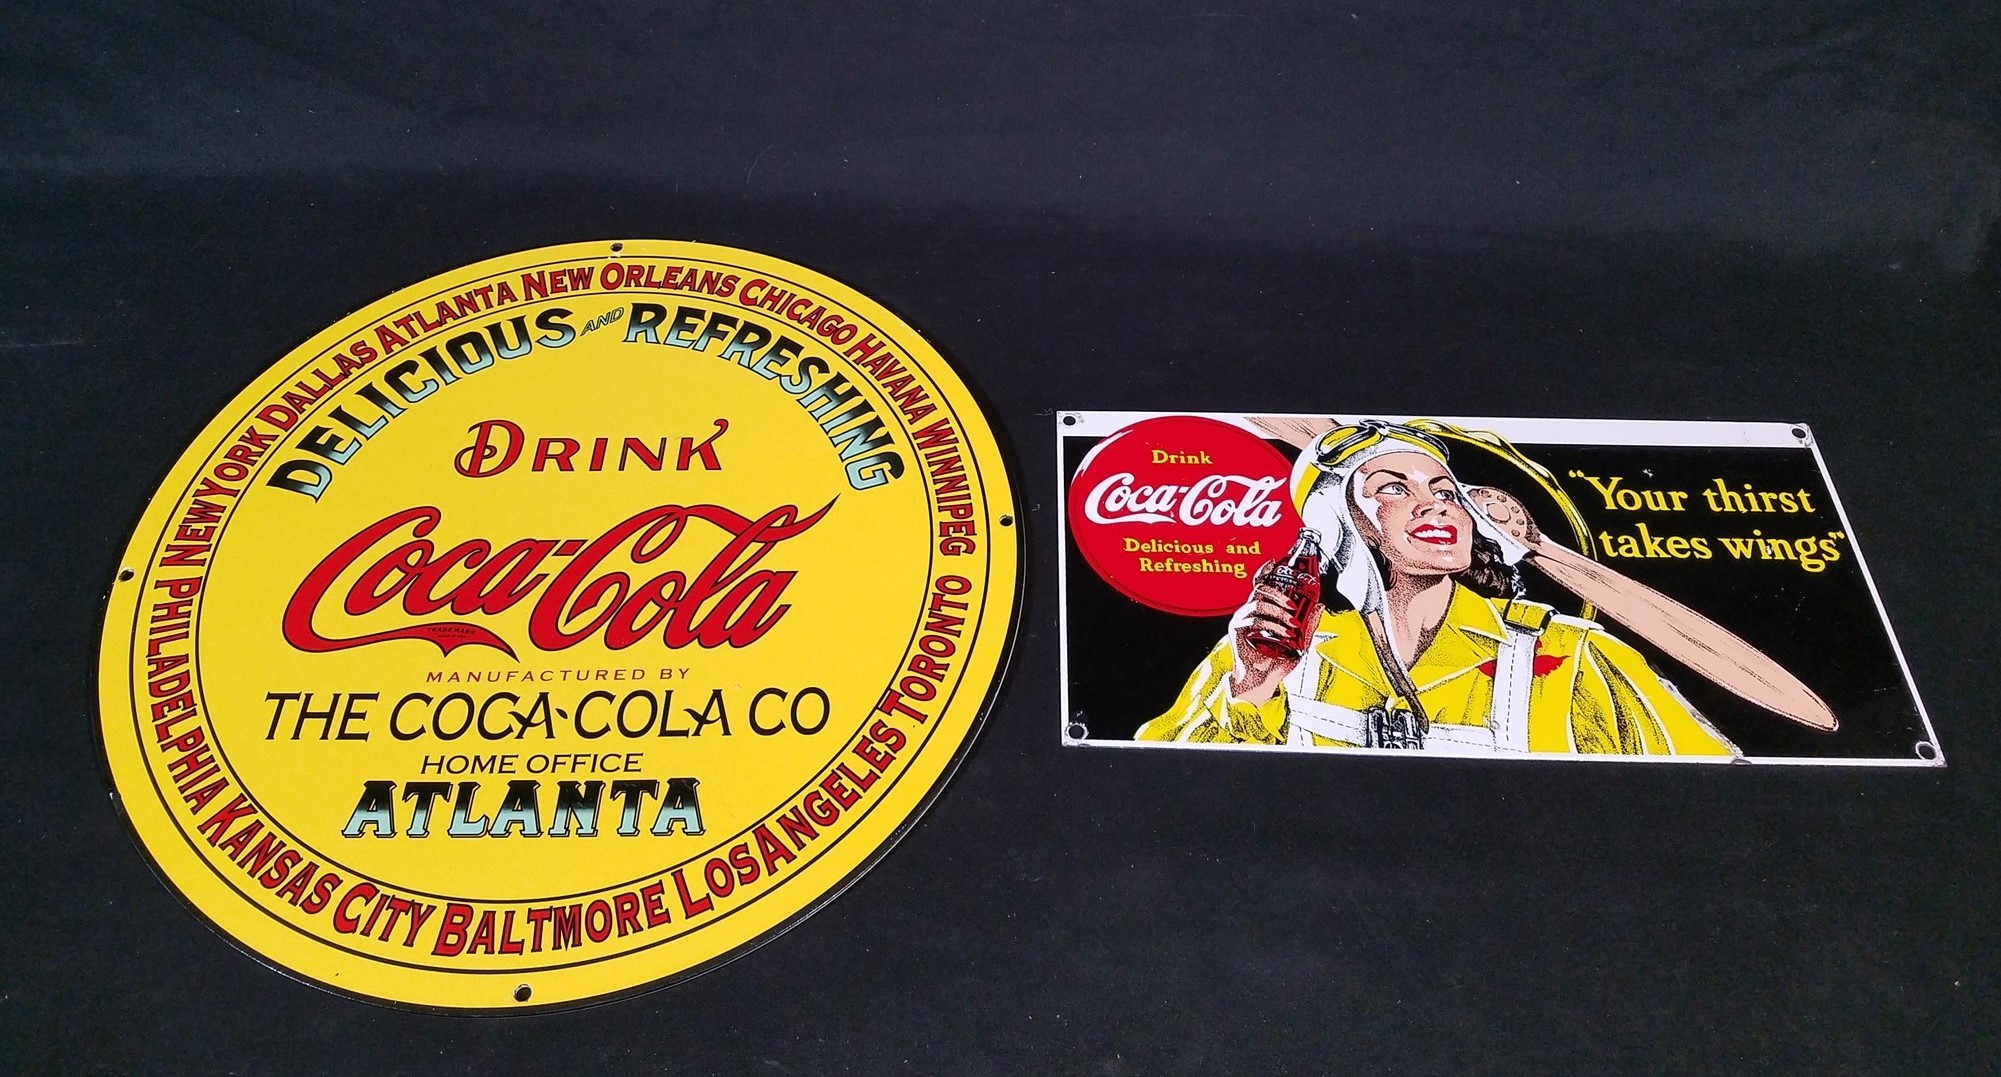 NEW YORK DALLAS ATLANTA NEW ORLEANS CHICAGO HAVANA WINNIPEG TORONTO LOS ANGELES BALTMORE KANSAS CITY PHILADELPHIA
DELICIOUS AND REFRESHING
DRINK
Coca-Cola
TRADE MARK
MANUFACTURED BY
THE COCA-COLA CO
HOME OFFICE
ATLANTA
Drink
Coca-Cola
Delicious and
Refreshing
"Your thirst
takes wings"